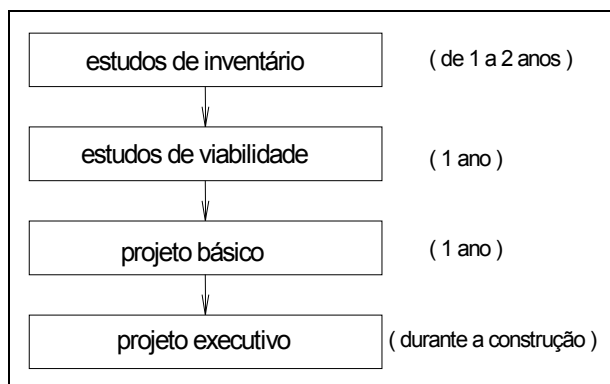 estudos de inventário ( de 1 a 2 anos )
estudos de viabilidade ( 1 ano )
projeto básico ( 1 ano )
projeto executivo ( durante a construção )